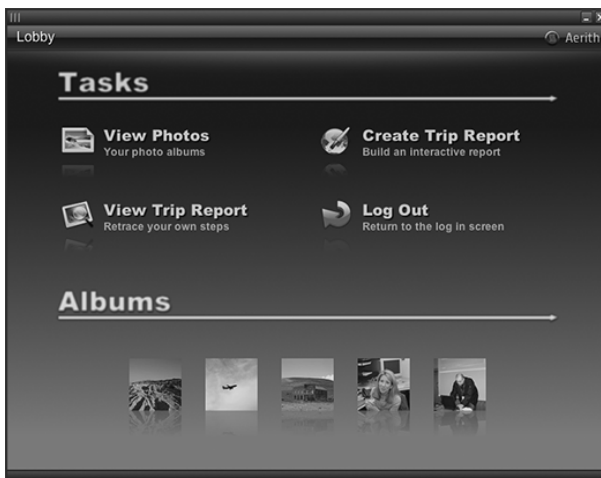 Lobby
Aerith
Tasks
View Photos
Your photo albums
Create Trip Report
Build an interactive report
View Trip Report
Retrace your own steps
Log Out
Return to the log in screen
Albums